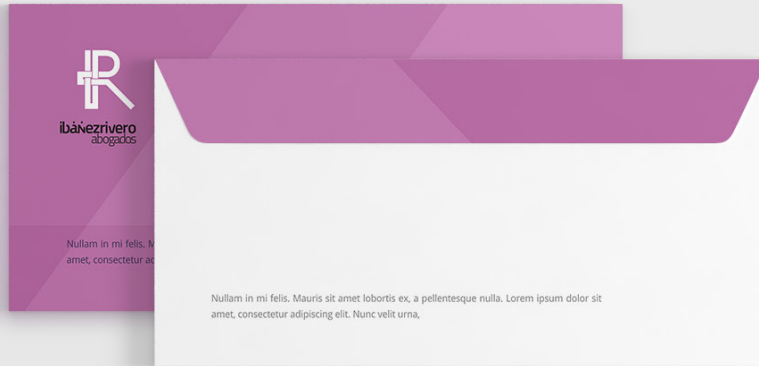 ibáñezrivero
abogados
Nullam in mi felis. M
amet, consectetur ac
Nullam in mi felis. Mauris sit amet lobortis ex, a pellentesque nulla. Lorem ipsum dolor sit
amet, consectetur adipiscing elit. Nunc velit urna,